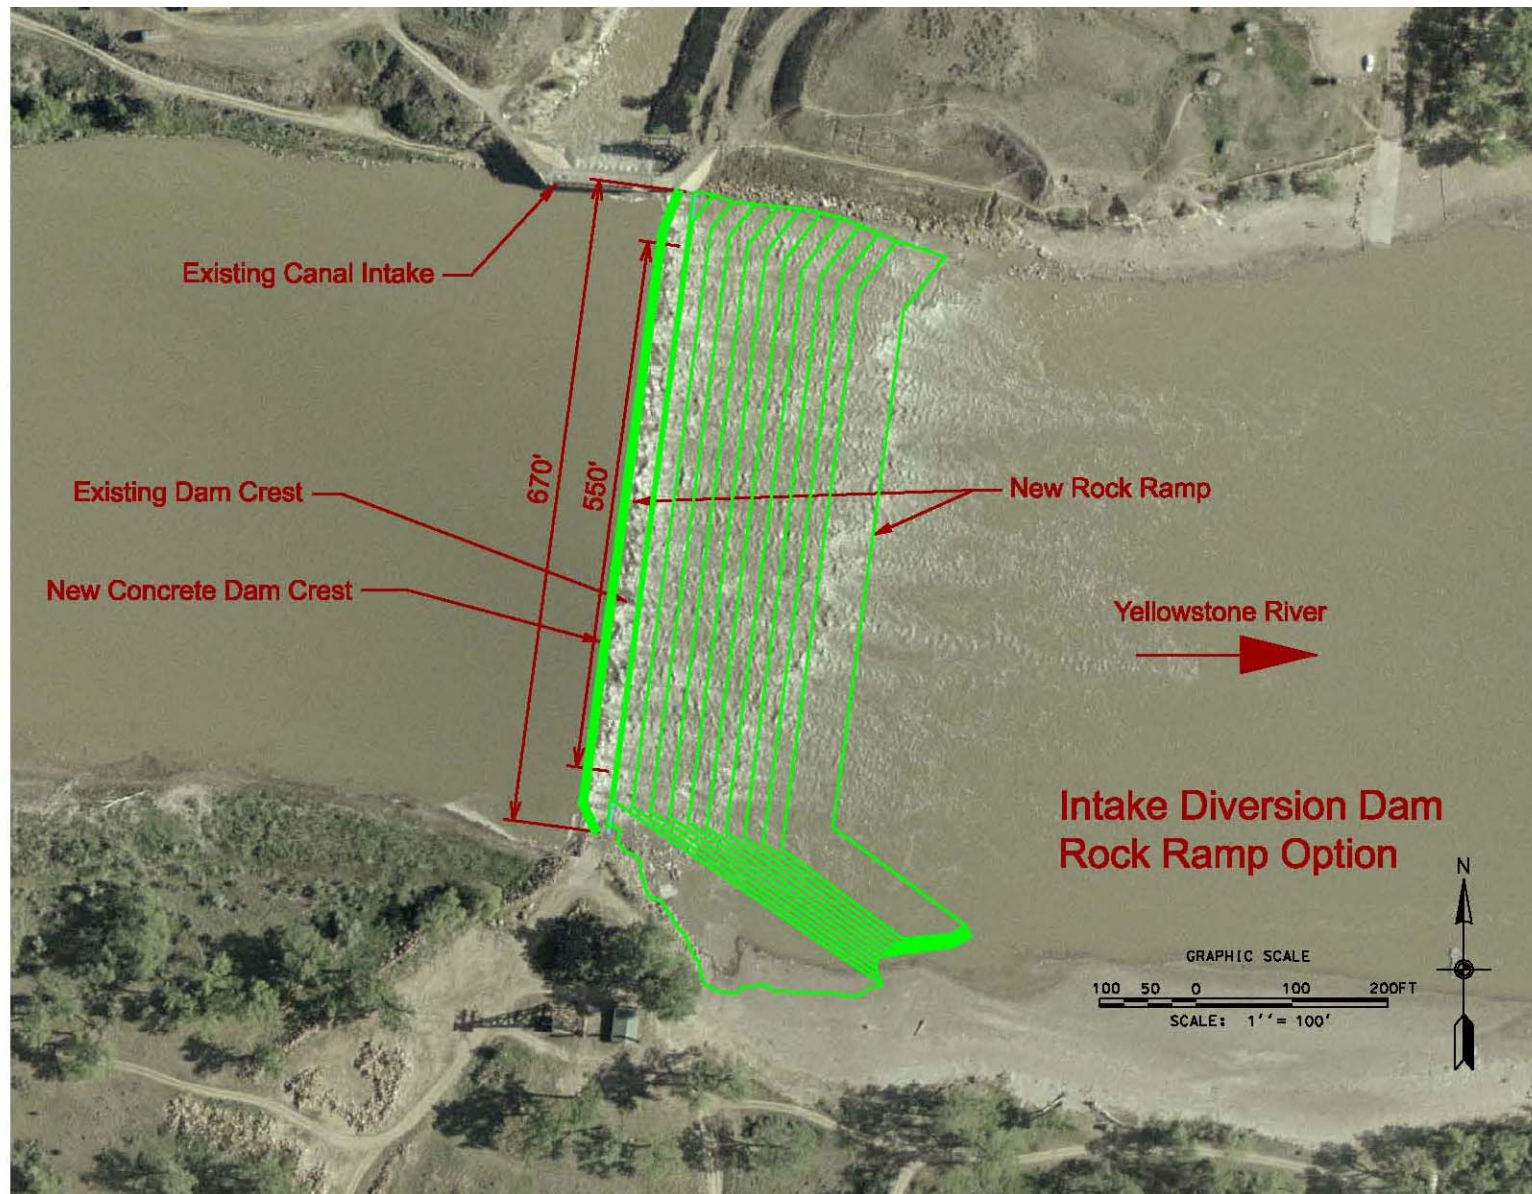 Existing Canal Intake
670'
550'
Existing Dam Crest
New Rock Ramp
New Concrete Dam Crest
Yellowstone River
Intake Diversion Dam
Rock Ramp Option
N
GRAPHIC SCALE
100 50 0 100 200FT
SCALE: 1''= 100'